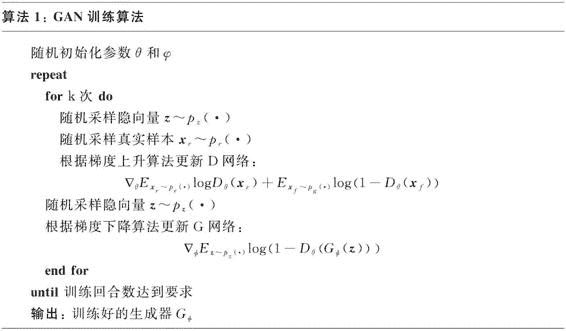 算法 1: GAN 训练算法
随机初始化参数 θ 和 φ
repeat
for k 次 do
随机采样隐向量 z～p_z(·)
随机采样真实样本 x_r～p_r(·)
根据梯度上升算法更新 D 网络：
∇_θ E_{x_r～p_r(·)} log D_θ(x_r) + E_{x_f～p_g(·)} log(1－D_θ(x_f))
随机采样隐向量 z～p_z(·)
根据梯度下降算法更新 G 网络：
∇_ϕ E_{z～p_z(·)} log(1－D_θ(G_ϕ(z)))
end for
until 训练回合数达到要求
输出：训练好的生成器 G_ϕ